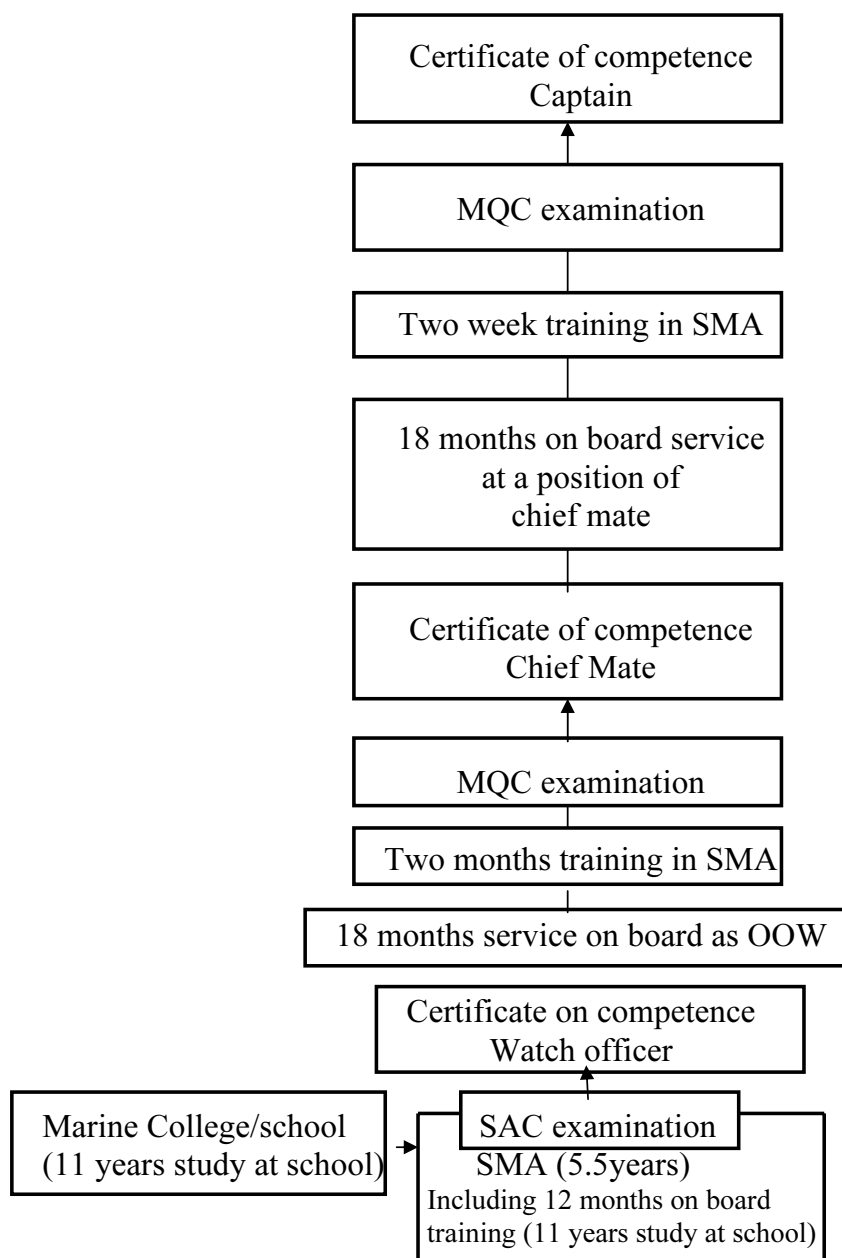 Certificate of competence
Captain
MQC examination
Two week training in SMA
18 months on board service
at a position of
chief mate
Certificate of competence
Chief Mate
MQC examination
Two months training in SMA
18 months service on board as OOW
Certificate on competence
Watch officer
Marine College/school
(11 years study at school)
SAC examination
SMA (5.5years)
Including 12 months on board
training (11 years study at school)